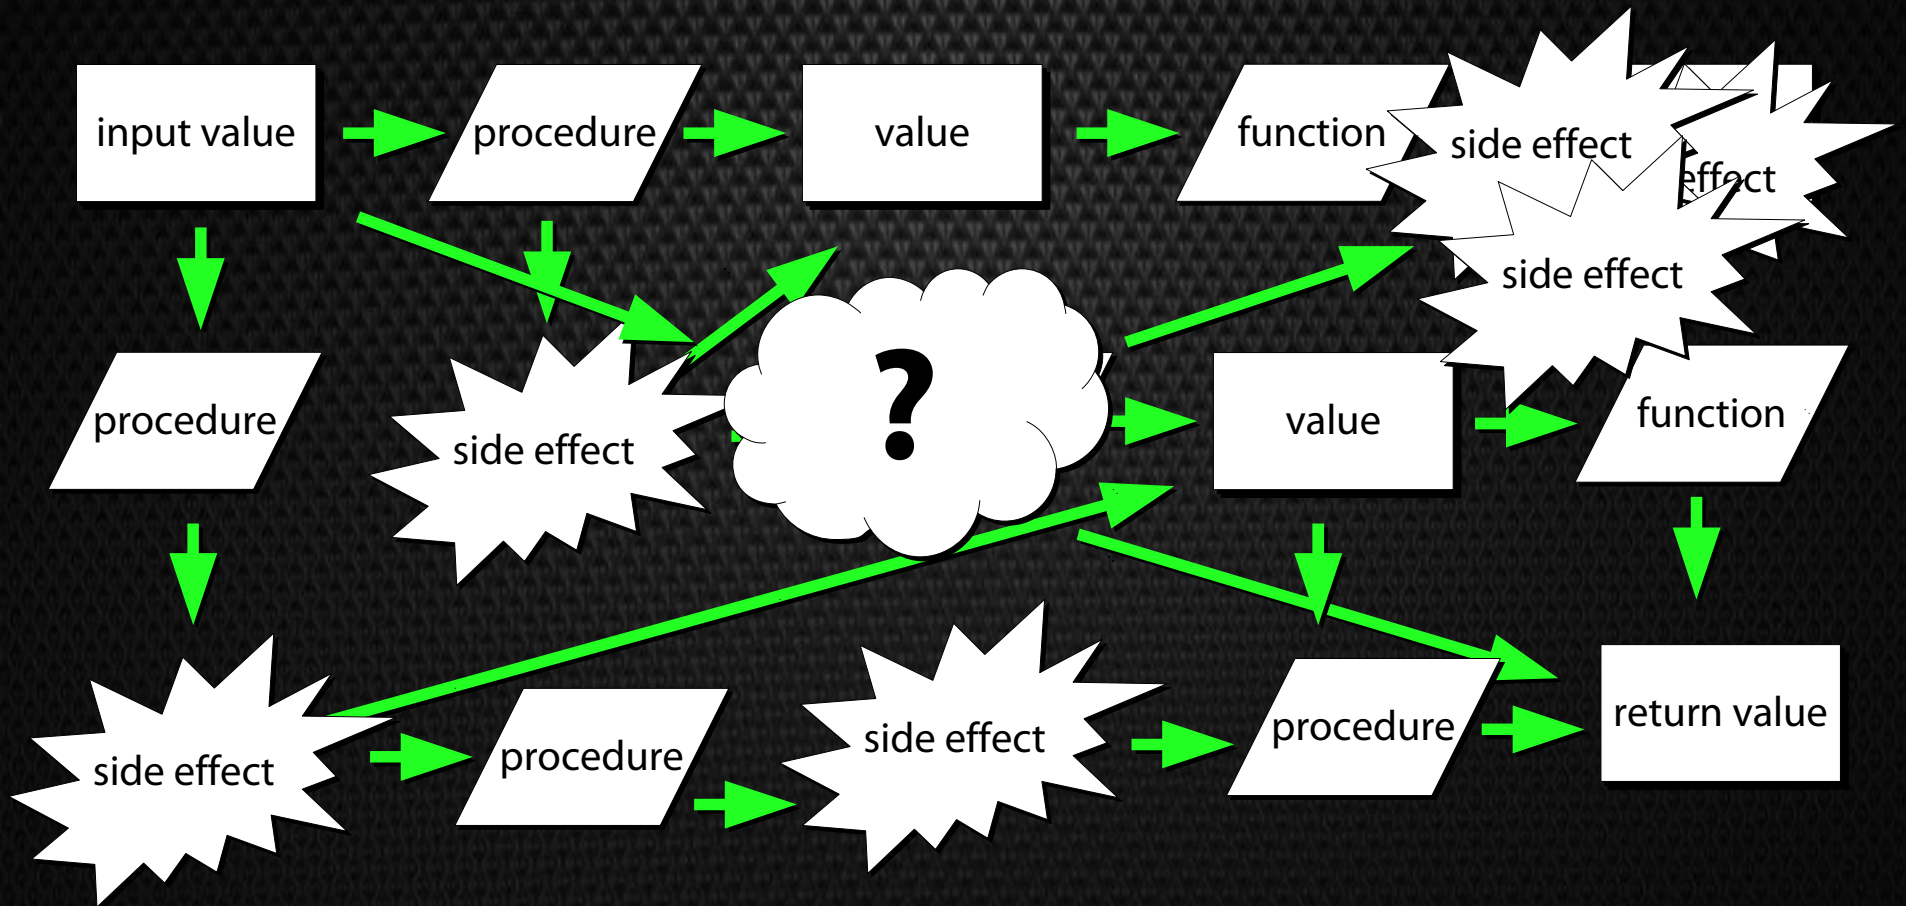 input value
procedure
value
function
side effect
effect
side effect
procedure
side effect
?
value
function
side effect
procedure
side effect
procedure
return value